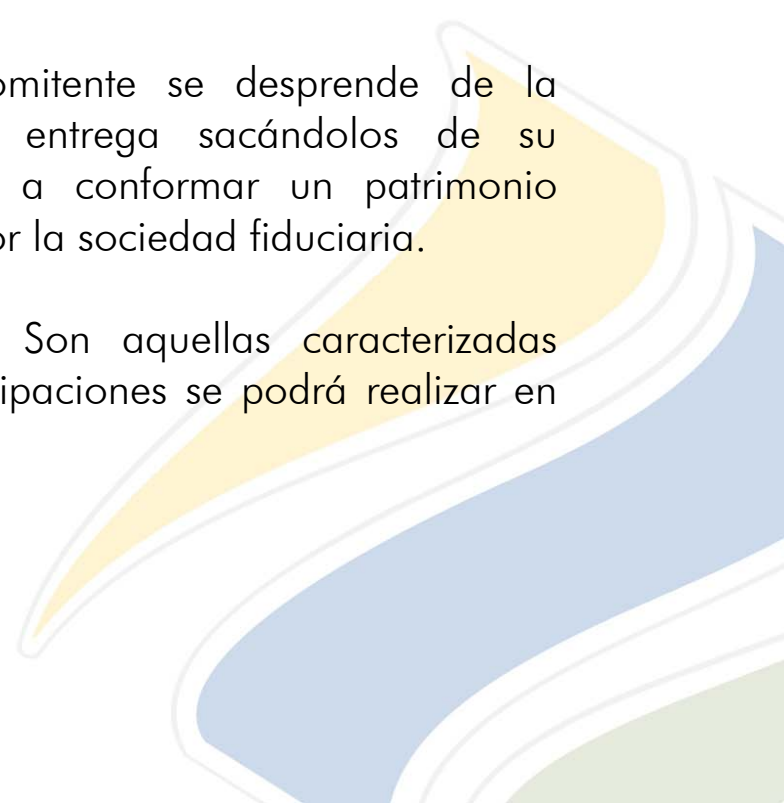 omitente se desprende de la
entrega sacándolos de su
a conformar un patrimonio
or la sociedad fiduciaria.
Son aquellas caracterizadas
ipaciones se podrá realizar en